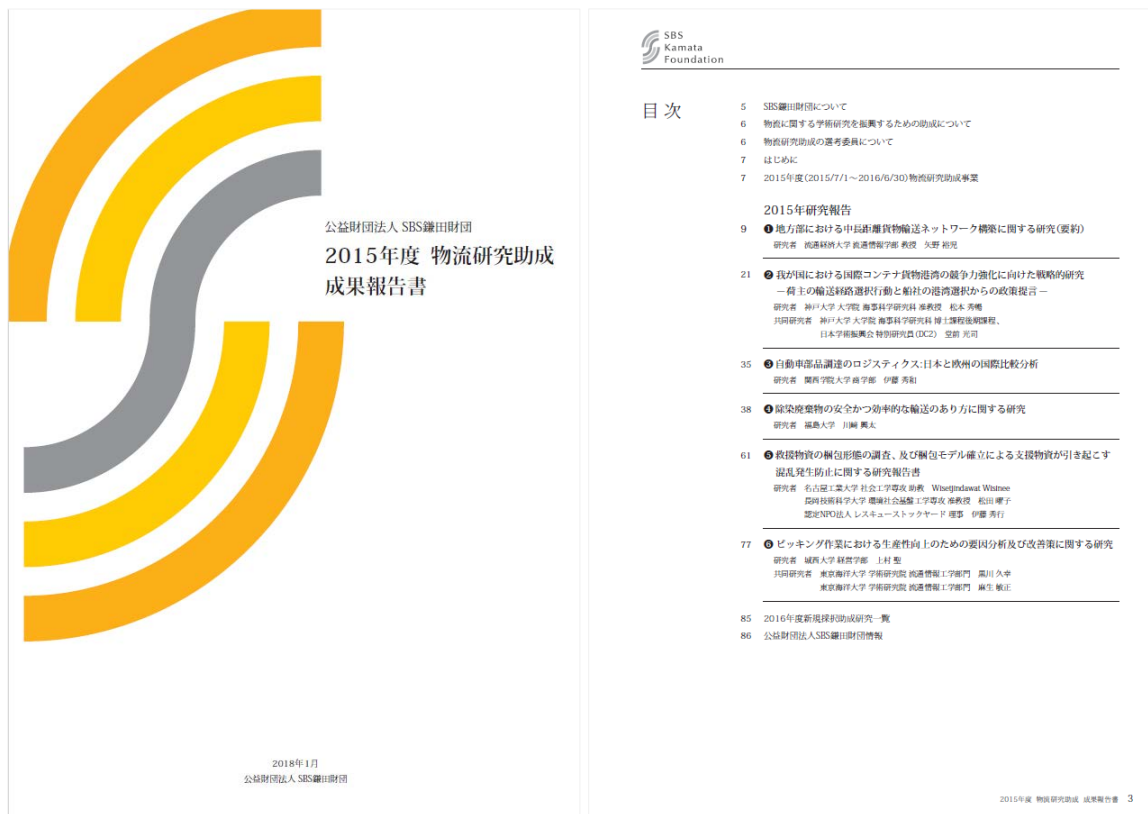 公益財団法人 SBS鎌田財団
2015年度 物流研究助成
成果報告書
2018年1月
公益財団法人 SBS鎌田財団
SBS
Kamata
Foundation
目次
5 SBS鎌田財団について
6 物流に関する学術研究を振興するための助成について
6 物流研究助成の選考委員について
7 はじめに
7 2015年度(2015/7/1〜2016/6/30)物流研究助成事業
2015年研究報告
9 ❶地方部における中長距離貨物輸送ネットワーク構築に関する研究(要約)
研究者 流通経済大学 流通情報学部 教授 矢野 裕児
21 ❷我が国における国際コンテナ貨物港湾の競争力強化に向けた戦略的研究
―荷主の輸送経路選択行動と船社の港湾選択からの政策提言―
研究者 神戸大学 大学院 海事科学研究科 准教授 松本 秀暢
共同研究者 神戸大学 大学院 海事科学研究科 博士課程後期課程、
日本学術振興会 特別研究員(DC2) 堂前 光司
35 ❸自動車部品調達のロジスティクス:日本と欧州の国際比較分析
研究者 関西学院大学 商学部 伊藤 秀和
38 ❹除染廃棄物の安全かつ効率的な輸送のあり方に関する研究
研究者 福島大学 川﨑 興太
61 ❺救援物資の梱包形態の調査、及び梱包モデル確立による支援物資が引き起こす
混乱発生防止に関する研究報告書
研究者 名古屋工業大学 社会工学専攻 助教 Wisetjindawat Wisinee
長岡技術科学大学 環境社会基盤工学専攻 准教授 松田 曜子
認定NPO法人 レスキューストックヤード 理事 伊藤 秀行
77 ❻ピッキング作業における生産性向上のための要因分析及び改善策に関する研究
研究者 城西大学 経営学部 上村 聖
共同研究者 東京海洋大学 学術研究院 流通情報工学部門 黒川 久幸
東京海洋大学 学術研究院 流通情報工学部門 麻生 敏正
85 2016年度新規採択助成研究一覧
86 公益財団法人SBS鎌田財団情報
2015年度 物流研究助成 成果報告書 3